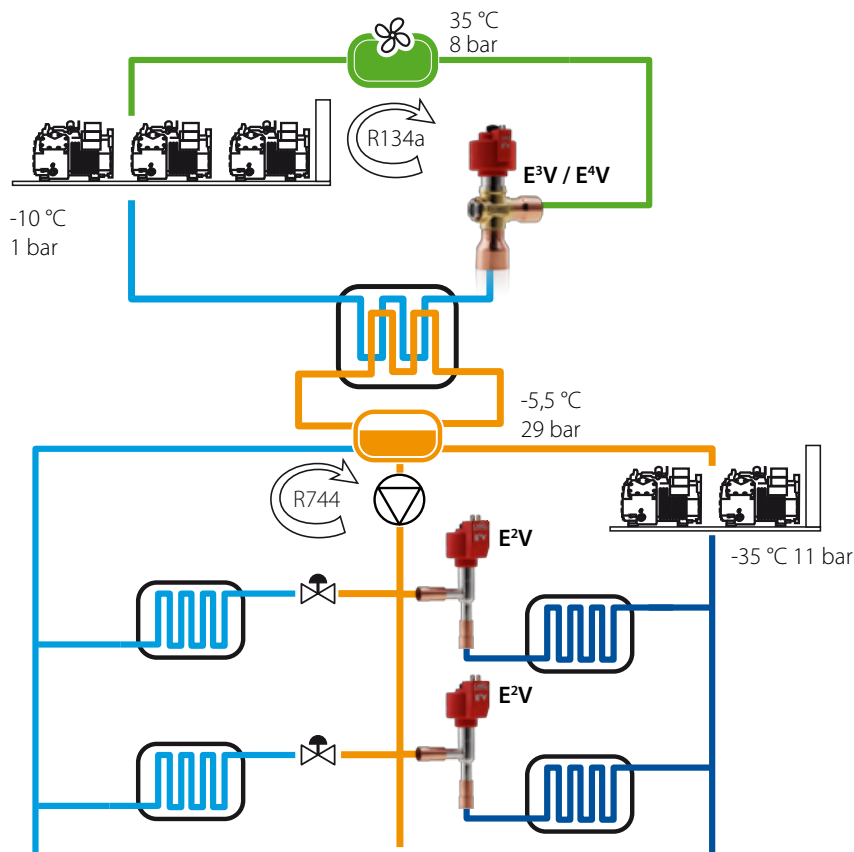 35 °C
8 bar
R134a
E³V / E⁴V
-10 °C
1 bar
-5,5 °C
29 bar
R744
E²V
-35 °C 11 bar
E²V